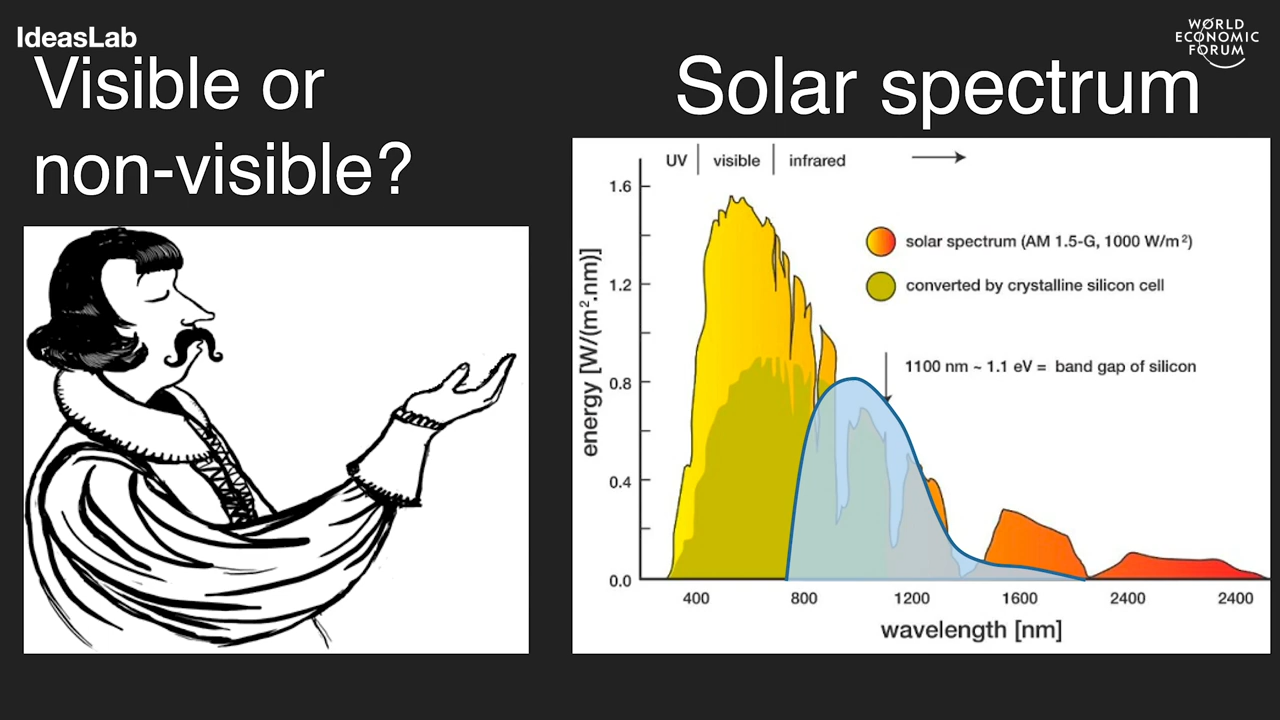 IdeasLab
WORLD
ECONOMIC
FORUM
Visible or
non-visible?
Solar spectrum
UV | visible | infrared
1.6
1.2
0.8
0.4
0.0
energy [W/(m².nm)]
solar spectrum (AM 1.5-G, 1000 W/m²)
converted by crystalline silicon cell
1100 nm ~ 1.1 eV = band gap of silicon
400 800 1200 1600 2400 2400
wavelength [nm]